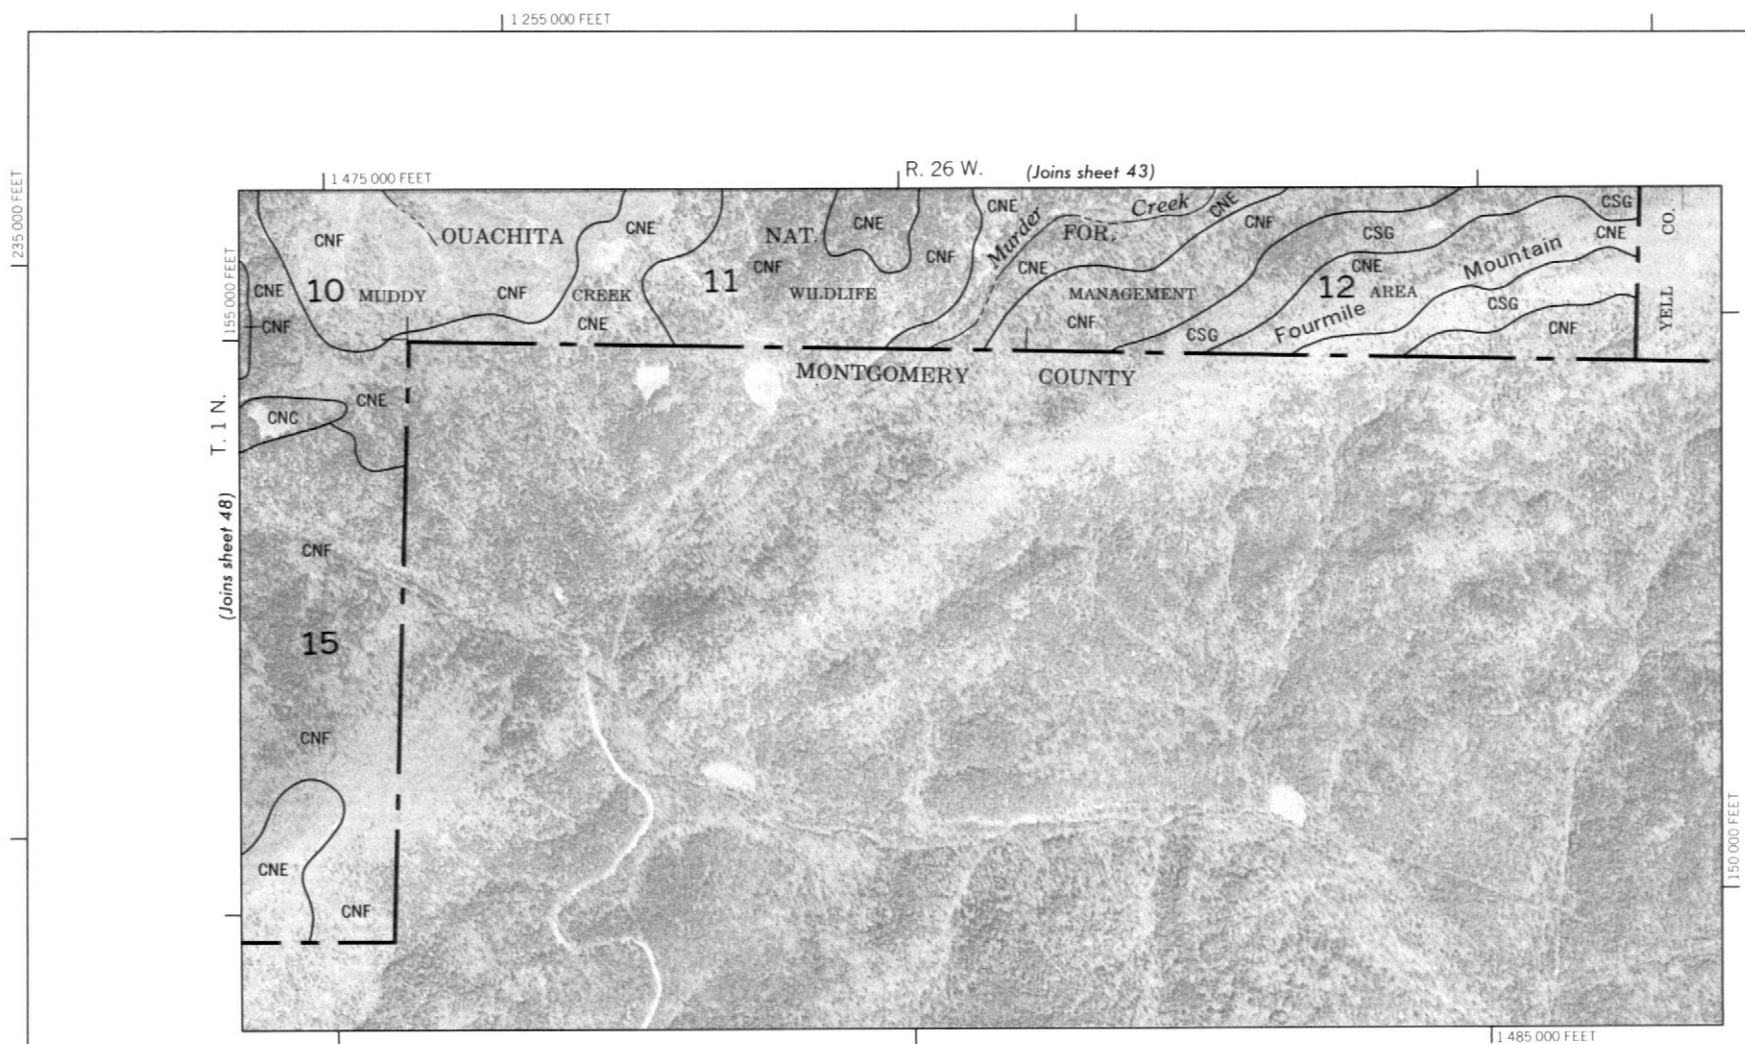 1 255 000 FEET
235 000 FEET
R. 26 W. (Joins sheet 43)
1 475 000 FEET
155 000 FEET
CNF
OUACHITA
CNE
NAT.
CNE
CNF
CNE
Murder
Creek
FOR.
CNE
CNF
CSG
CSG
CNE
CO.
CNE
10
MUDDY
CNF
CREEK
CNE
11
CNF
WILDLIFE
CNE
MANAGEMENT
CNF
CNE
12
AREA
Fourmile
Mountain
CSG
CNF
CSG
YELL
CNF
MONTGOMERY COUNTY
T. 1 N.
CNE
CNC
(Joins sheet 48)
CNF
15
CNF
CNE
CNF
150 000 FEET
1 485 000 FEET